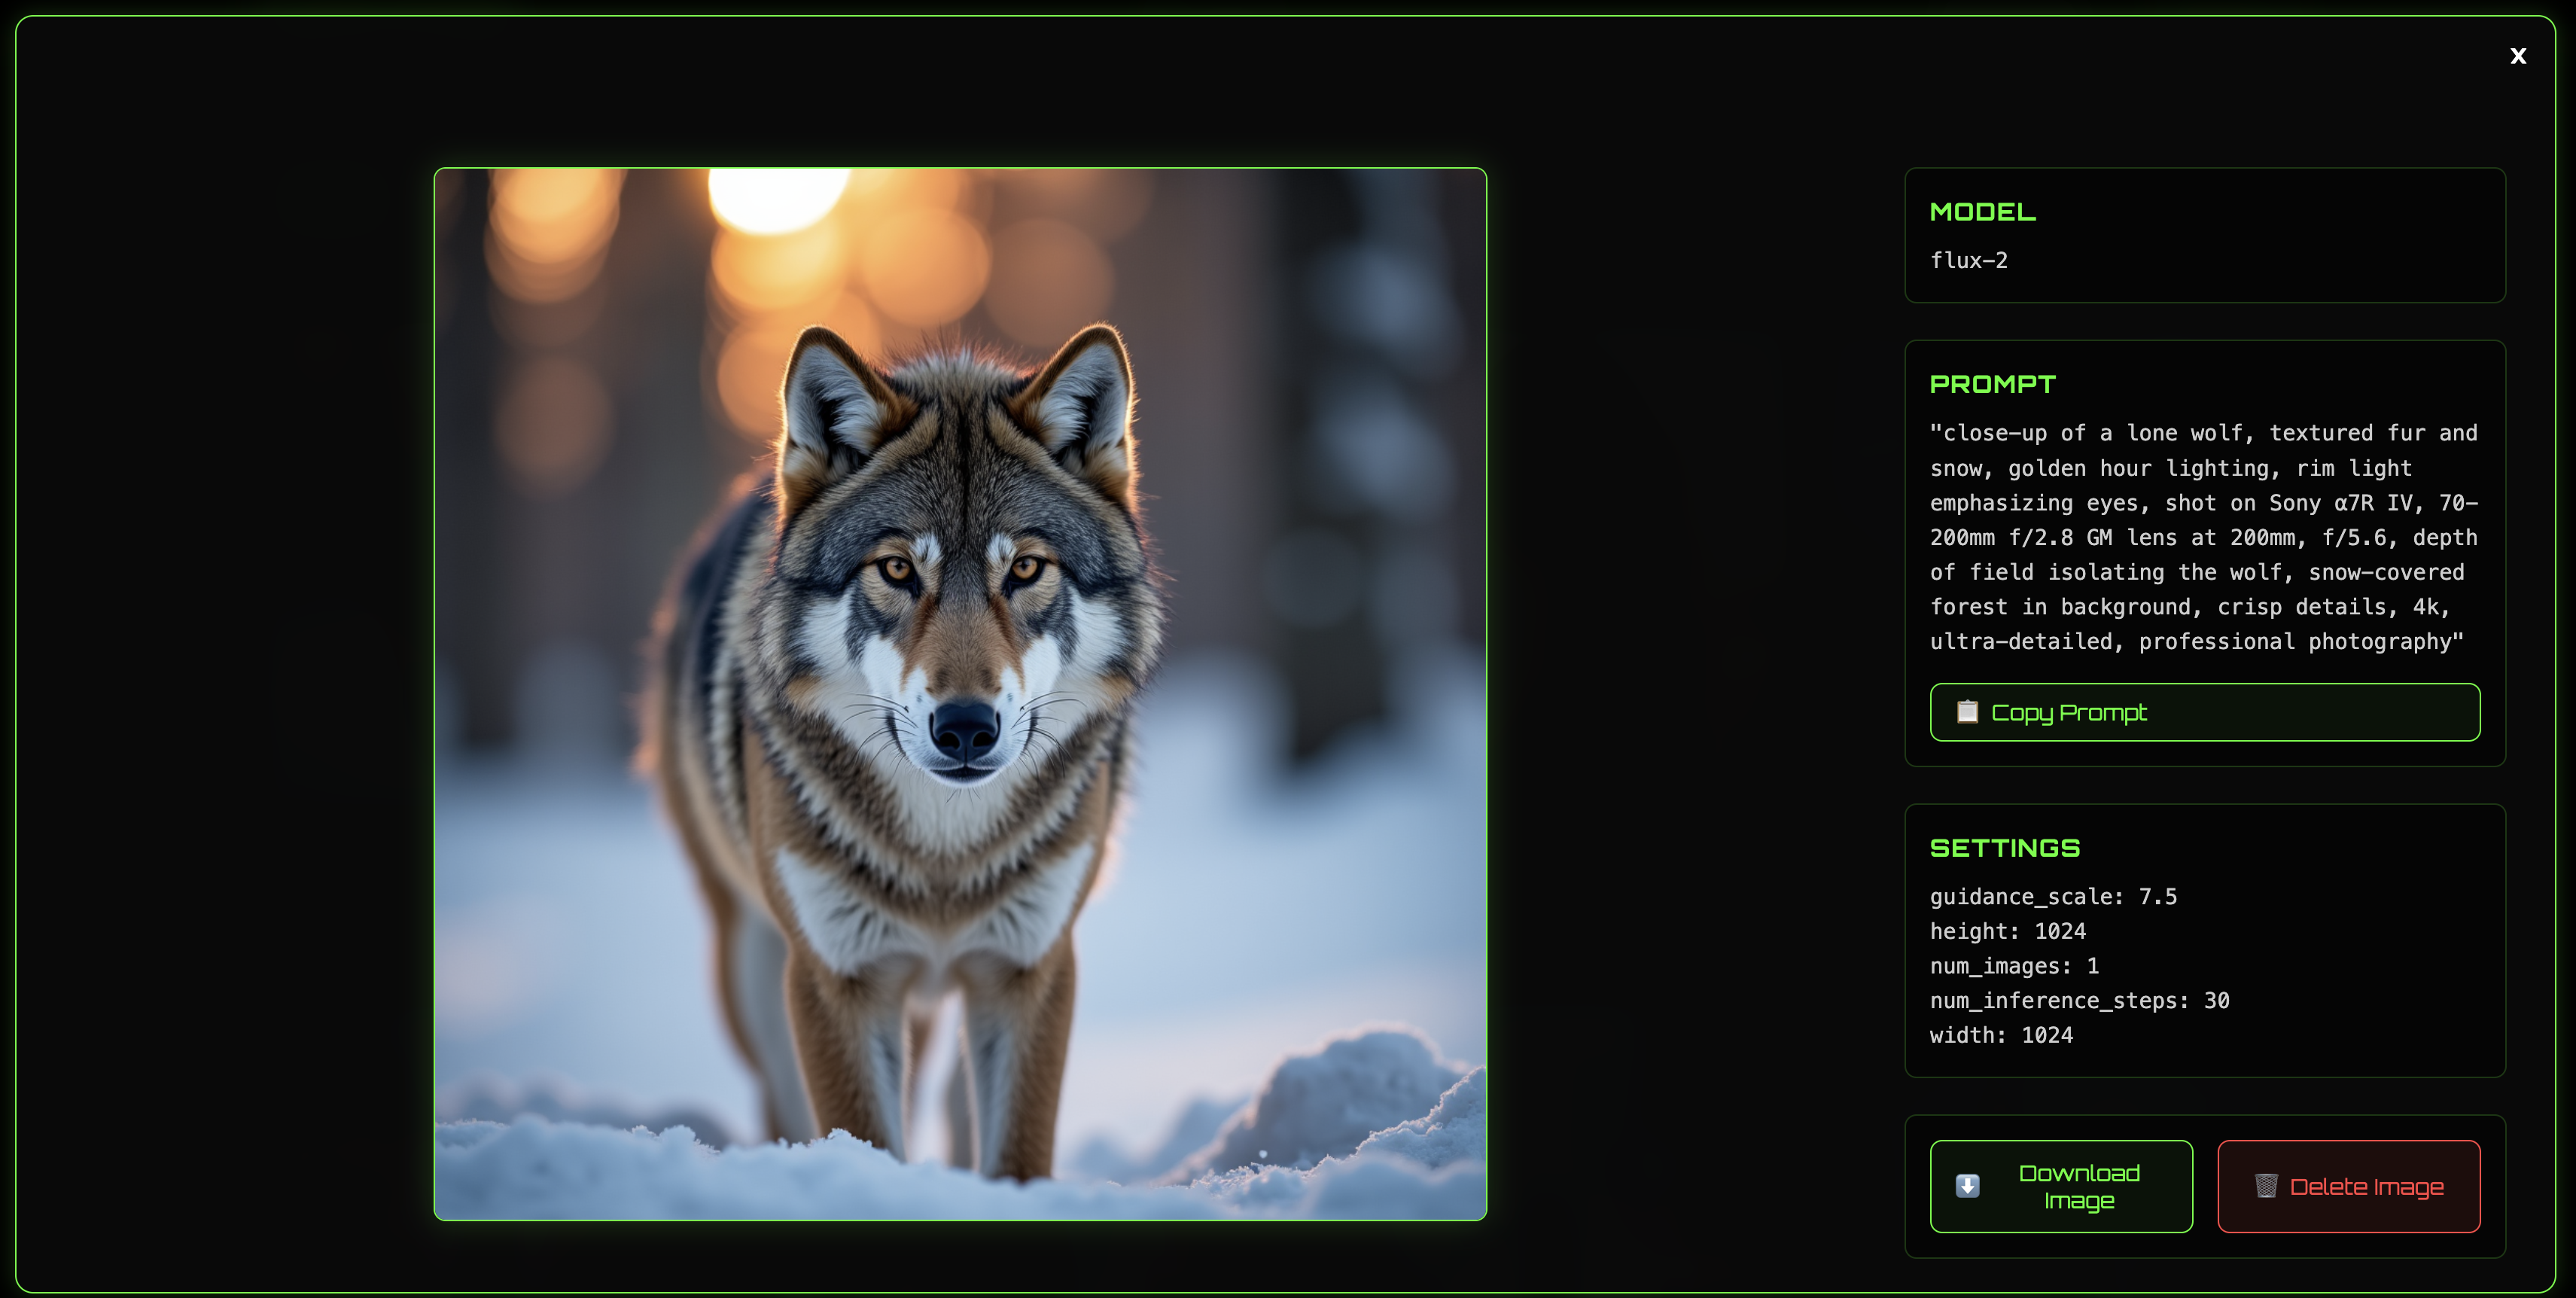 x
MODEL
flux-2
PROMPT
"close-up of a lone wolf, textured fur and
snow, golden hour lighting, rim light
emphasizing eyes, shot on Sony α7R IV, 70-
200mm f/2.8 GM lens at 200mm, f/5.6, depth
of field isolating the wolf, snow-covered
forest in background, crisp details, 4k,
ultra-detailed, professional photography"
Copy Prompt
SETTINGS
guidance_scale: 7.5
height: 1024
num_images: 1
num_inference_steps: 30
width: 1024
Download
Image
Delete Image